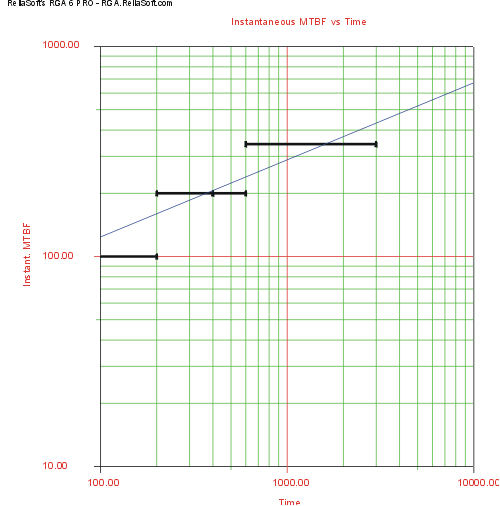 ReliaSoft's RGA 6 PRO - RGA.ReliaSoft.com
Instantaneous MTBF vs Time
1000.00
Instant. MTBF
100.00
10.00
100.00
1000.00
10000.00
Time